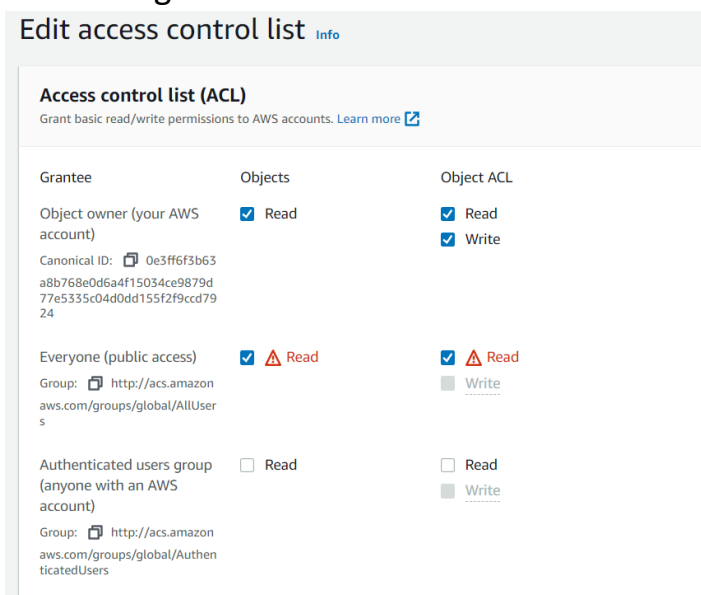 Edit access control list Info
Access control list (ACL)
Grant basic read/write permissions to AWS accounts. Learn more
Grantee Objects Object ACL
Object owner (your AWS account) Read Read
Write
Canonical ID: 0e3ff6f3b63
a8b768e0d6a4f15034ce9879d
77e5335c04d0dd155f2f9ccd79
24
Everyone (public access) Read Read
Group: http://acs.amazon Write
aws.com/groups/global/AllUser
s
Authenticated users group Read Read
(anyone with an AWS Write
account)
Group: http://acs.amazon
aws.com/groups/global/Authen
ticatedUsers